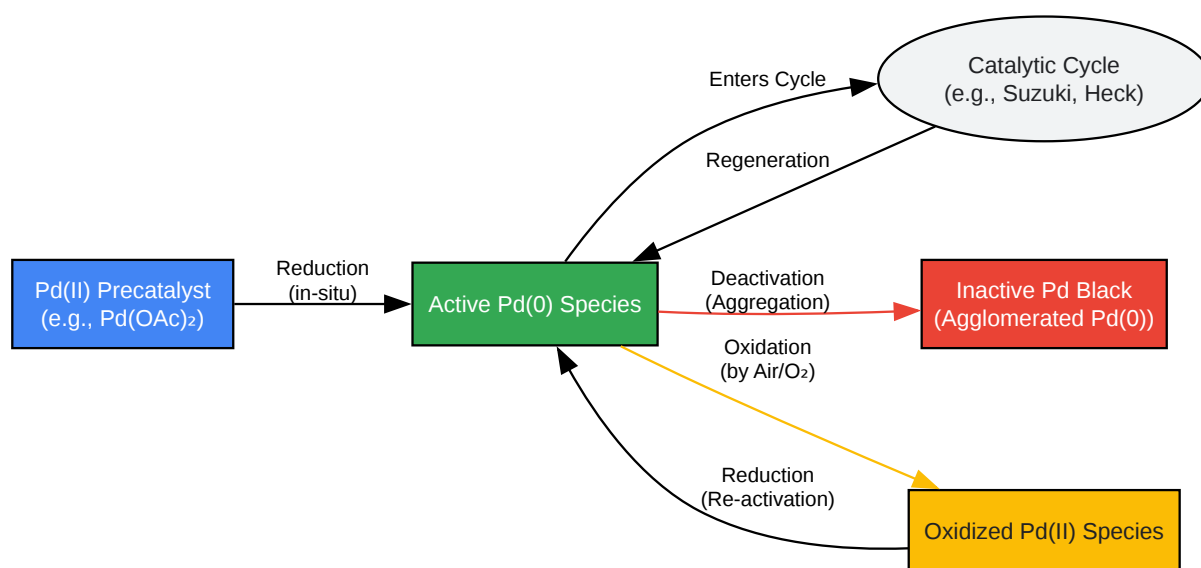 Enters Cycle
Catalytic Cycle
(e.g., Suzuki, Heck)
Regeneration
Pd(II) Precatalyst
(e.g., Pd(OAc)₂)
Reduction
(in-situ)
Active Pd(0) Species
Deactivation
(Aggregation)
Inactive Pd Black
(Agglomerated Pd(0))
Oxidation
(by Air/O₂)
Reduction
(Re-activation)
Oxidized Pd(II) Species